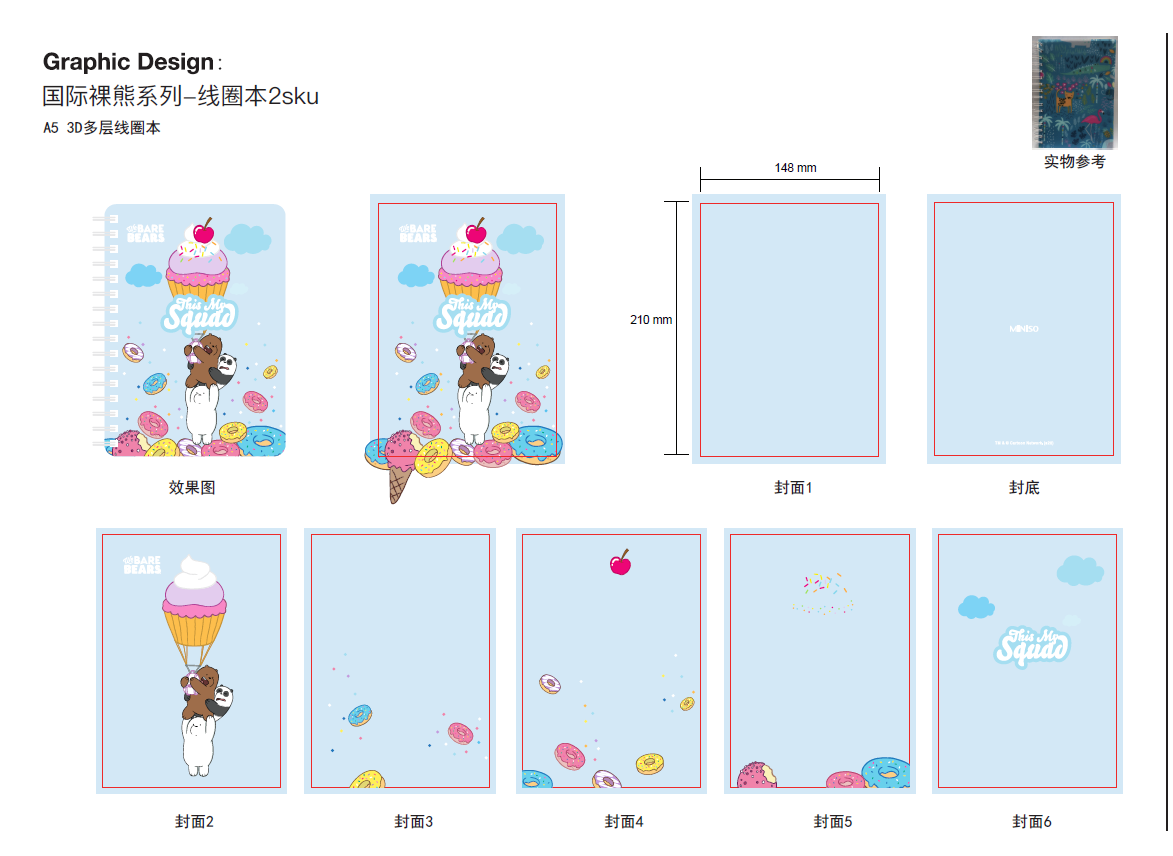 Graphic Design:
国际裸熊系列-线圈本2sku
A5 3D多层线圈本
实物参考
148 mm
210 mm
WE BARE
BEARS
This My
Squad
WE BARE
BEARS
This My
Squad
MINISO
效果图
封面1
封底
WE BARE
BEARS
This My
Squad
封面2
封面3
封面4
封面5
封面6